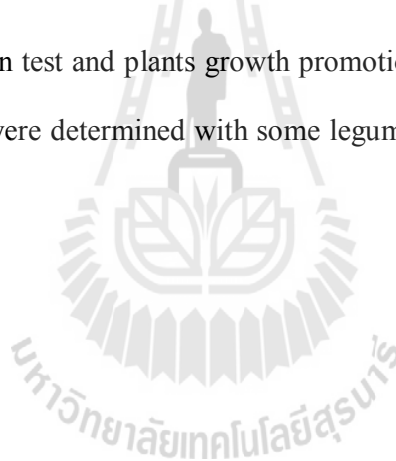 n test and plants growth promotio
vere determined with some legum
มหาวิทยาลัยเทคโนโลยีสุรนารี